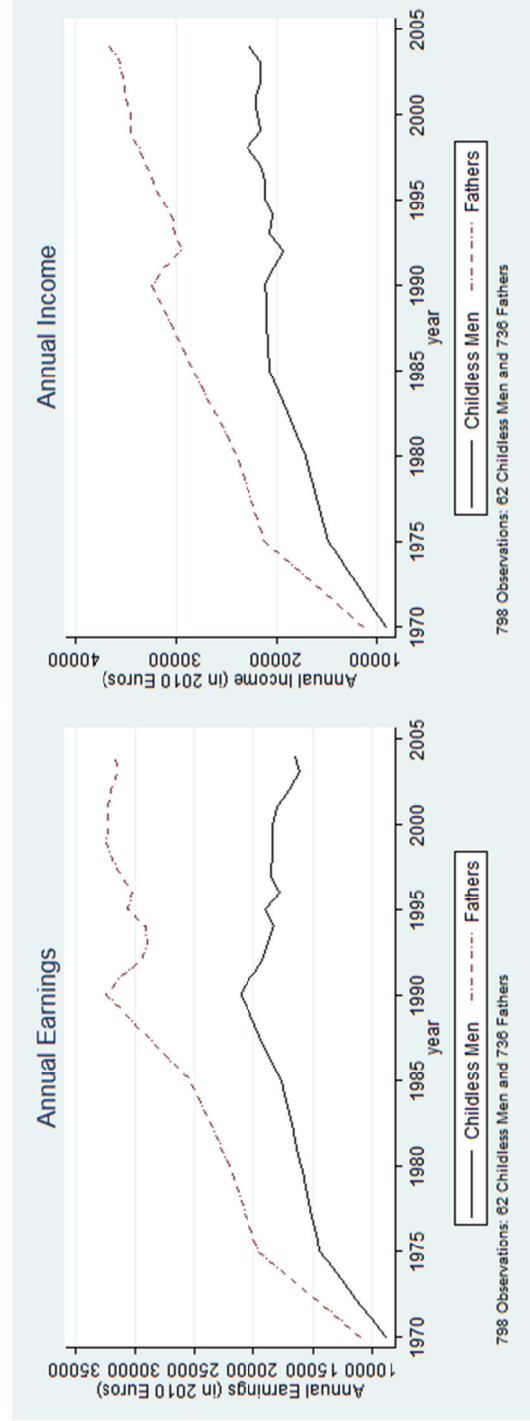 Annual Earnings
Annual Earnings (in 2010 Euros)
35000
30000
25000
20000
15000
10000
1970 1975 1980 1985 1990 1995 2000 2005
year
Childless Men Fathers
798 Observations: 62 Childless Men and 736 Fathers
Annual Income
Annual Income (in 2010 Euros)
40000
30000
20000
10000
1970 1975 1980 1985 1990 1995 2000 2005
year
Childless Men Fathers
798 Observations: 62 Childless Men and 736 Fathers